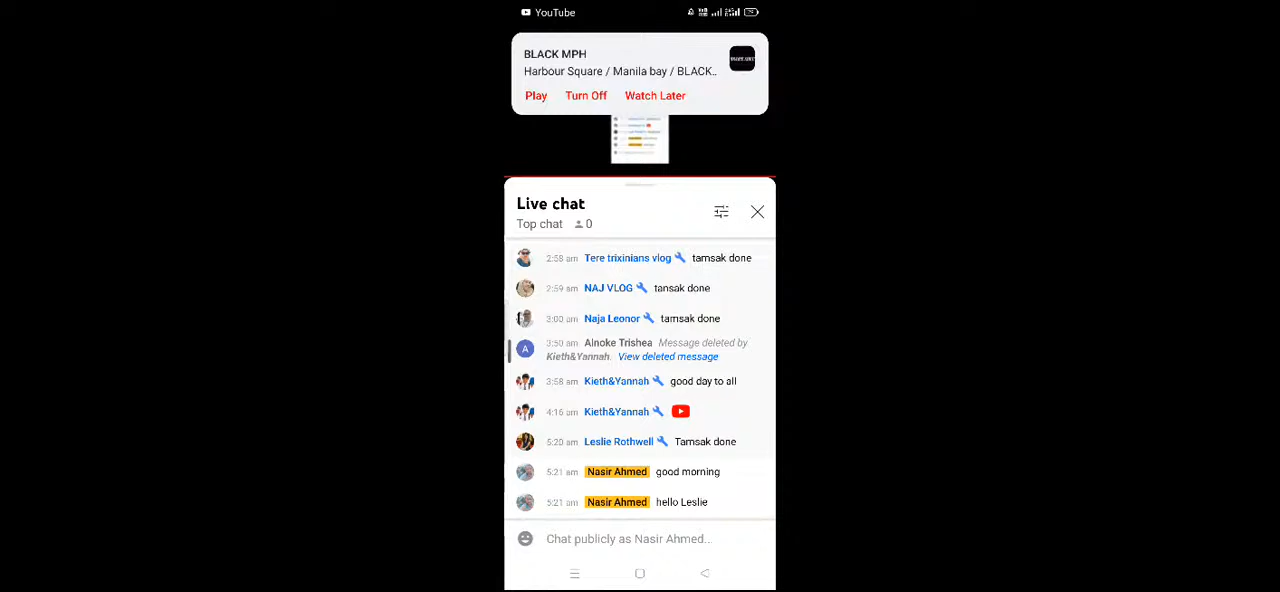 YouTube
BLACK MPH
Harbour Square / Manila bay / BLACK..
Play Turn Off Watch Later
Live chat
Top chat 0
2:58 am Tere trixinians vlog tamsak done
2:59 am NAJ VLOG tansak done
3:00 am Naja Leonor tamsak done
3:50 am Alnoke Trishea Message deleted by
Kieth&Yannah. View deleted message
A
3:58 am Kieth&Yannah good day to all
4:16 am Kieth&Yannah
5:20 am Leslie Rothwell Tamsak done
5:21 am Nasir Ahmed good morning
5:21 am Nasir Ahmed hello Leslie
Chat publicly as Nasir Ahmed...